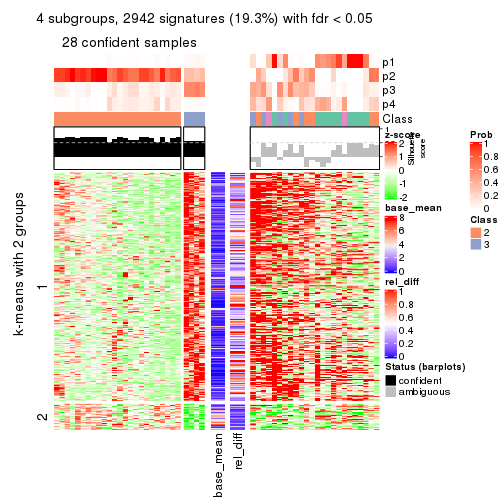 4 subgroups, 2942 signatures (19.3%) with fdr < 0.05
28 confident samples
p1
p2
p3
p4
Class
1
Silhouette
score
k-means with 2 groups
1
2
base_mean
rel_diff
z-score
2
1
0
-1
-2
base_mean
8
6
4
2
0
rel_diff
1
0.8
0.6
0.4
0.2
0
Status (barplots)
confident
ambiguous
Prob
1
0.8
0.6
0.4
0.2
0
Class
2
3